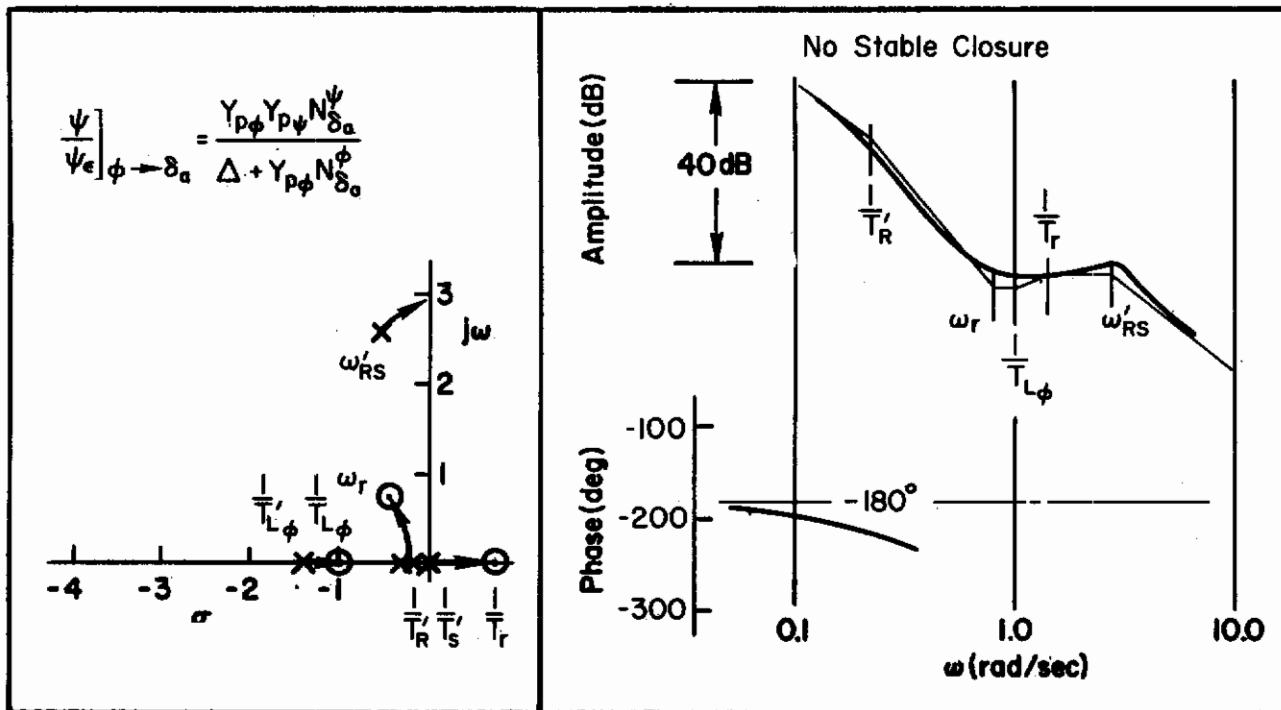 ψ/ψε]φ→δa = YpφYpψN^ψ_δa / Δ + YpφN^φ_δa
3
jω
ω′RS
2
1
ωr
1/T′Lφ 1/TLφ
-4 -3 -2 -1
σ
1/T′R 1/T′S 1/Tr
No Stable Closure
Amplitude (dB)
40 dB
1/T′R
1/Tr
ωr
ω′RS
1/TLφ
Phase (deg)
-100
-180°
-200
-300
0.1 1.0 10.0
ω (rad/sec)